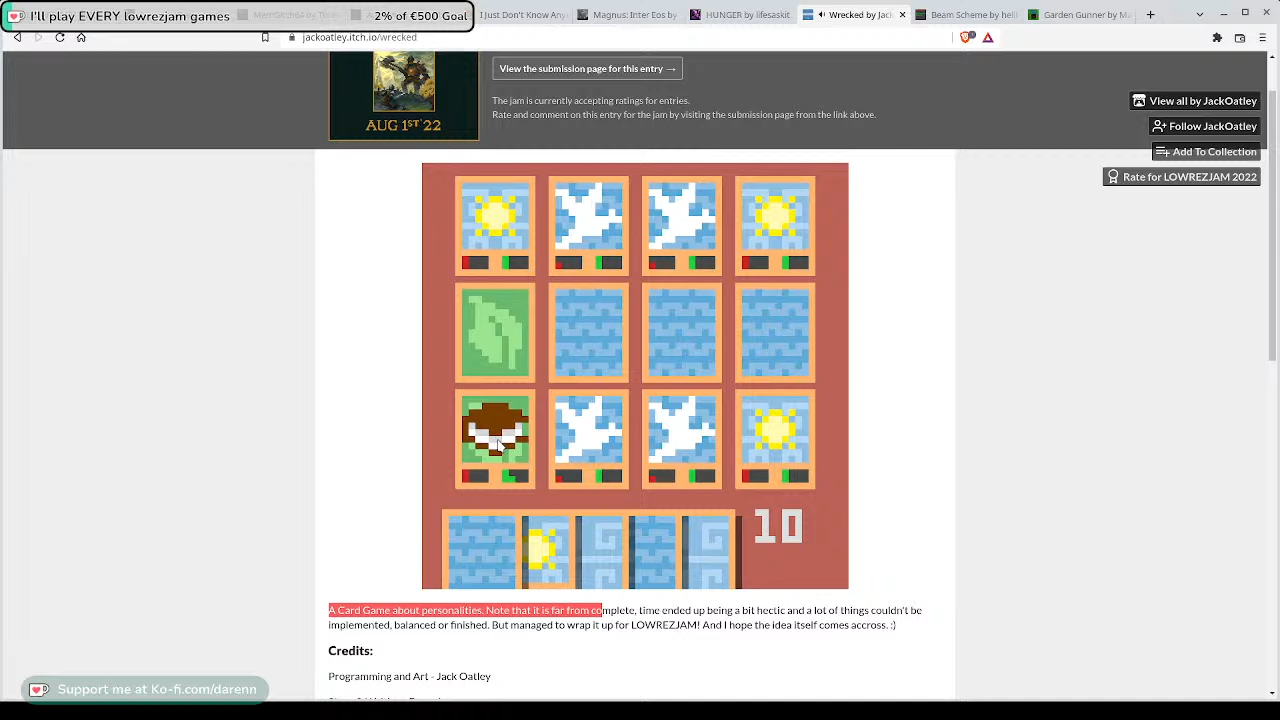 I'll play EVERY lowrezjam games
2% of €500 Goal
I Just Don't Know Any
Magnus: Inter Eos by
HUNGER by lifesaskit
Wrecked by Jac
Beam Scheme by helli
Garden Gunner by Ma
jackoatley.itch.io/wrecked
View the submission page for this entry →
The jam is currently accepting ratings for entries.
Rate and comment on this entry for the jam by visiting the submission page from the link above.
AUG 1ST '22
View all by JackOatley
Follow JackOatley
Add To Collection
Rate for LOWREZJAM 2022
10
A Card Game about personalities. Note that it is far from complete, time ended up being a bit hectic and a lot of things couldn't be
implemented, balanced or finished. But managed to wrap it up for LOWREZJAM! And I hope the idea itself comes accross. :)
Credits:
Programming and Art - Jack Oatley
Support me at Ko-fi.com/darenn